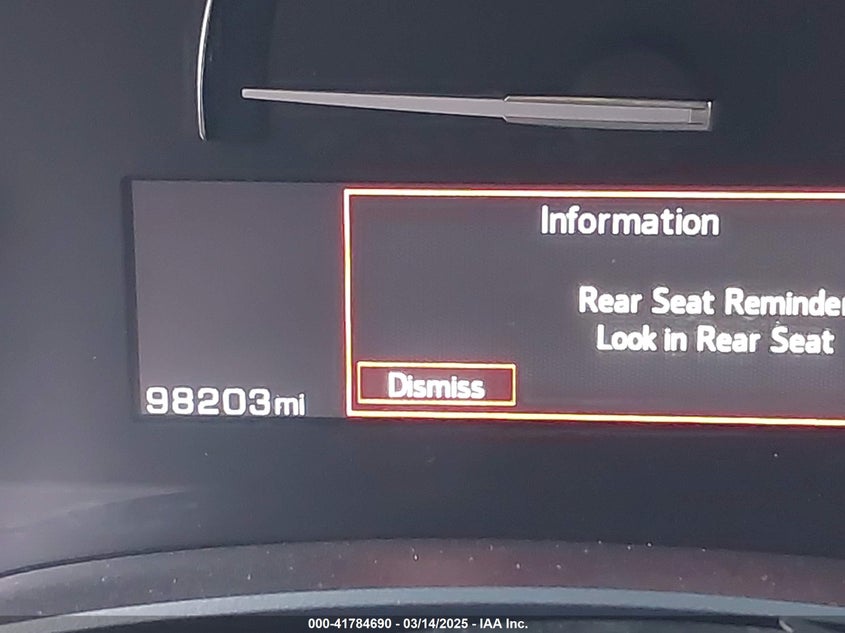 Information
Rear Seat Reminder
Look in Rear Seat
Dismiss
98203mi
000-41784690 - 03/14/2025 - IAA Inc.